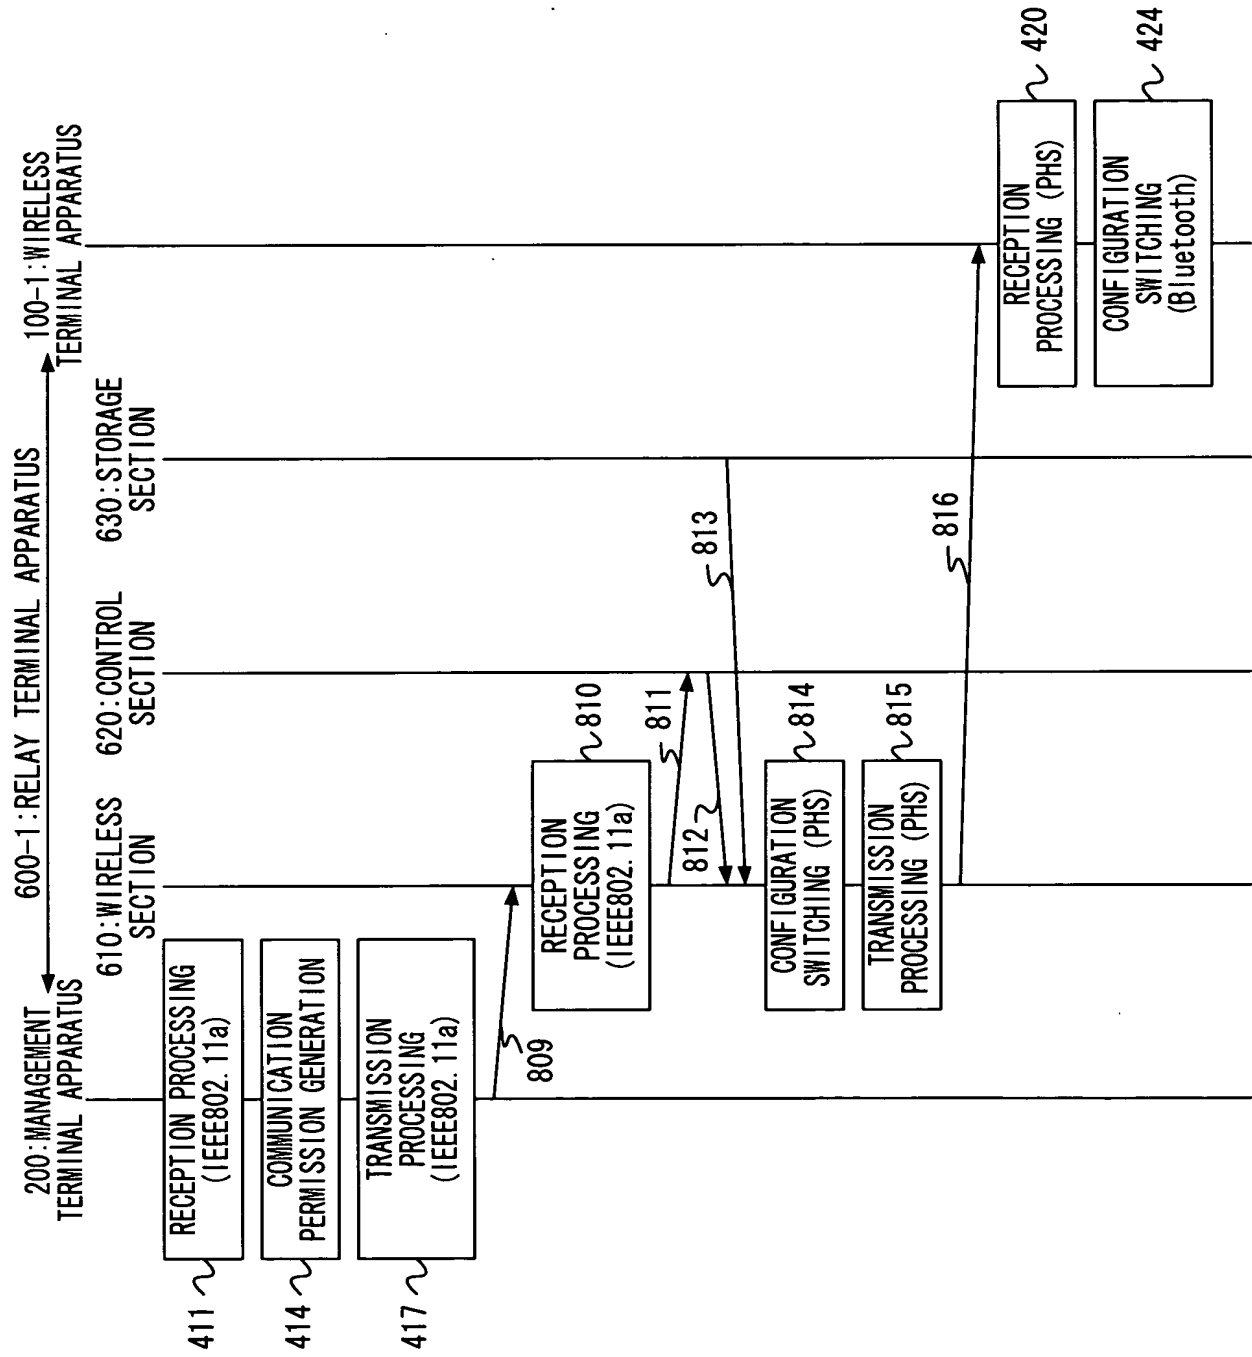 600-1:RELAY TERMINAL APPARATUS
200:MANAGEMENT
TERMINAL APPARATUS
610:WIRELESS
SECTION
620:CONTROL
SECTION
630:STORAGE
SECTION
100-1:WIRELESS
TERMINAL APPARATUS
411
RECEPTION PROCESSING
(IEEE802.11a)
414
COMMUNICATION
PERMISSION GENERATION
417
TRANSMISSION
PROCESSING
(IEEE802.11a)
809
RECEPTION
PROCESSING
(IEEE802.11a)
810
811
812
813
CONFIGURATION
SWITCHING (PHS)
814
TRANSMISSION
PROCESSING (PHS)
815
816
RECEPTION
PROCESSING (PHS)
420
CONFIGURATION
SWITCHING
(Bluetooth)
424